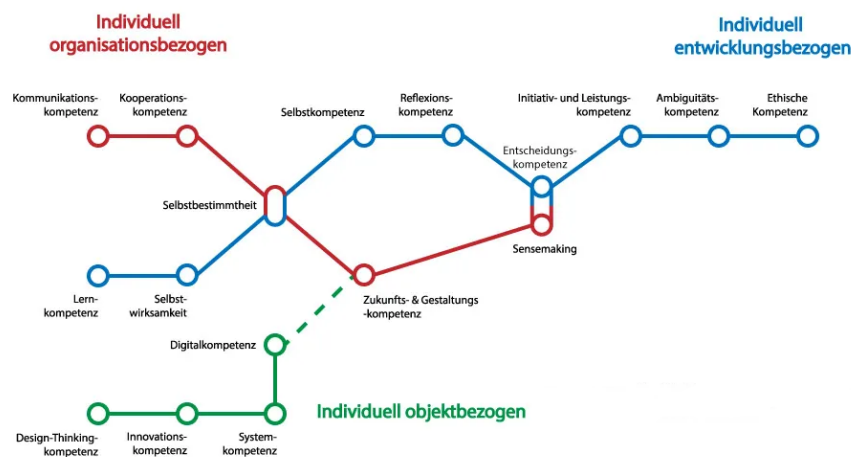 Individuell
organisationsbezogen
Individuell
entwicklungsbezogen
Kommunikations-
kompetenz
Kooperations-
kompetenz
Selbstkompetenz
Reflexions-
kompetenz
Initiativ- und Leistungs-
kompetenz
Ambiguitäts-
kompetenz
Ethische
Kompetenz
Entscheidungs-
kompetenz
Selbstbestimmtheit
Sensemaking
Lern-
kompetenz
Selbst-
wirksamkeit
Zukunfts- & Gestaltungs
-kompetenz
Digitalkompetenz
Individuell objektbezogen
Design-Thinking-
kompetenz
Innovations-
kompetenz
System-
kompetenz